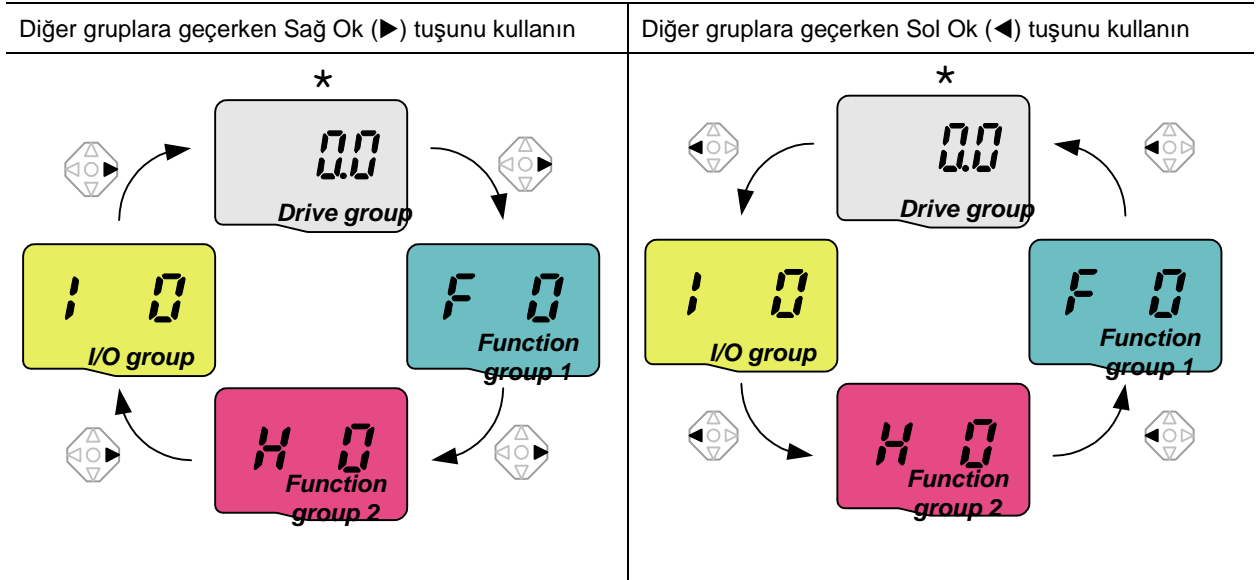 Diğer gruplara geçerken Sağ Ok (▶) tuşunu kullanın
*
0.0
Drive group
I 0
I/O group
F 0
Function
group 1
H 0
Function
group 2
Diğer gruplara geçerken Sol Ok (◀) tuşunu kullanın
*
0.0
Drive group
I 0
I/O group
F 0
Function
group 1
H 0
Function
group 2